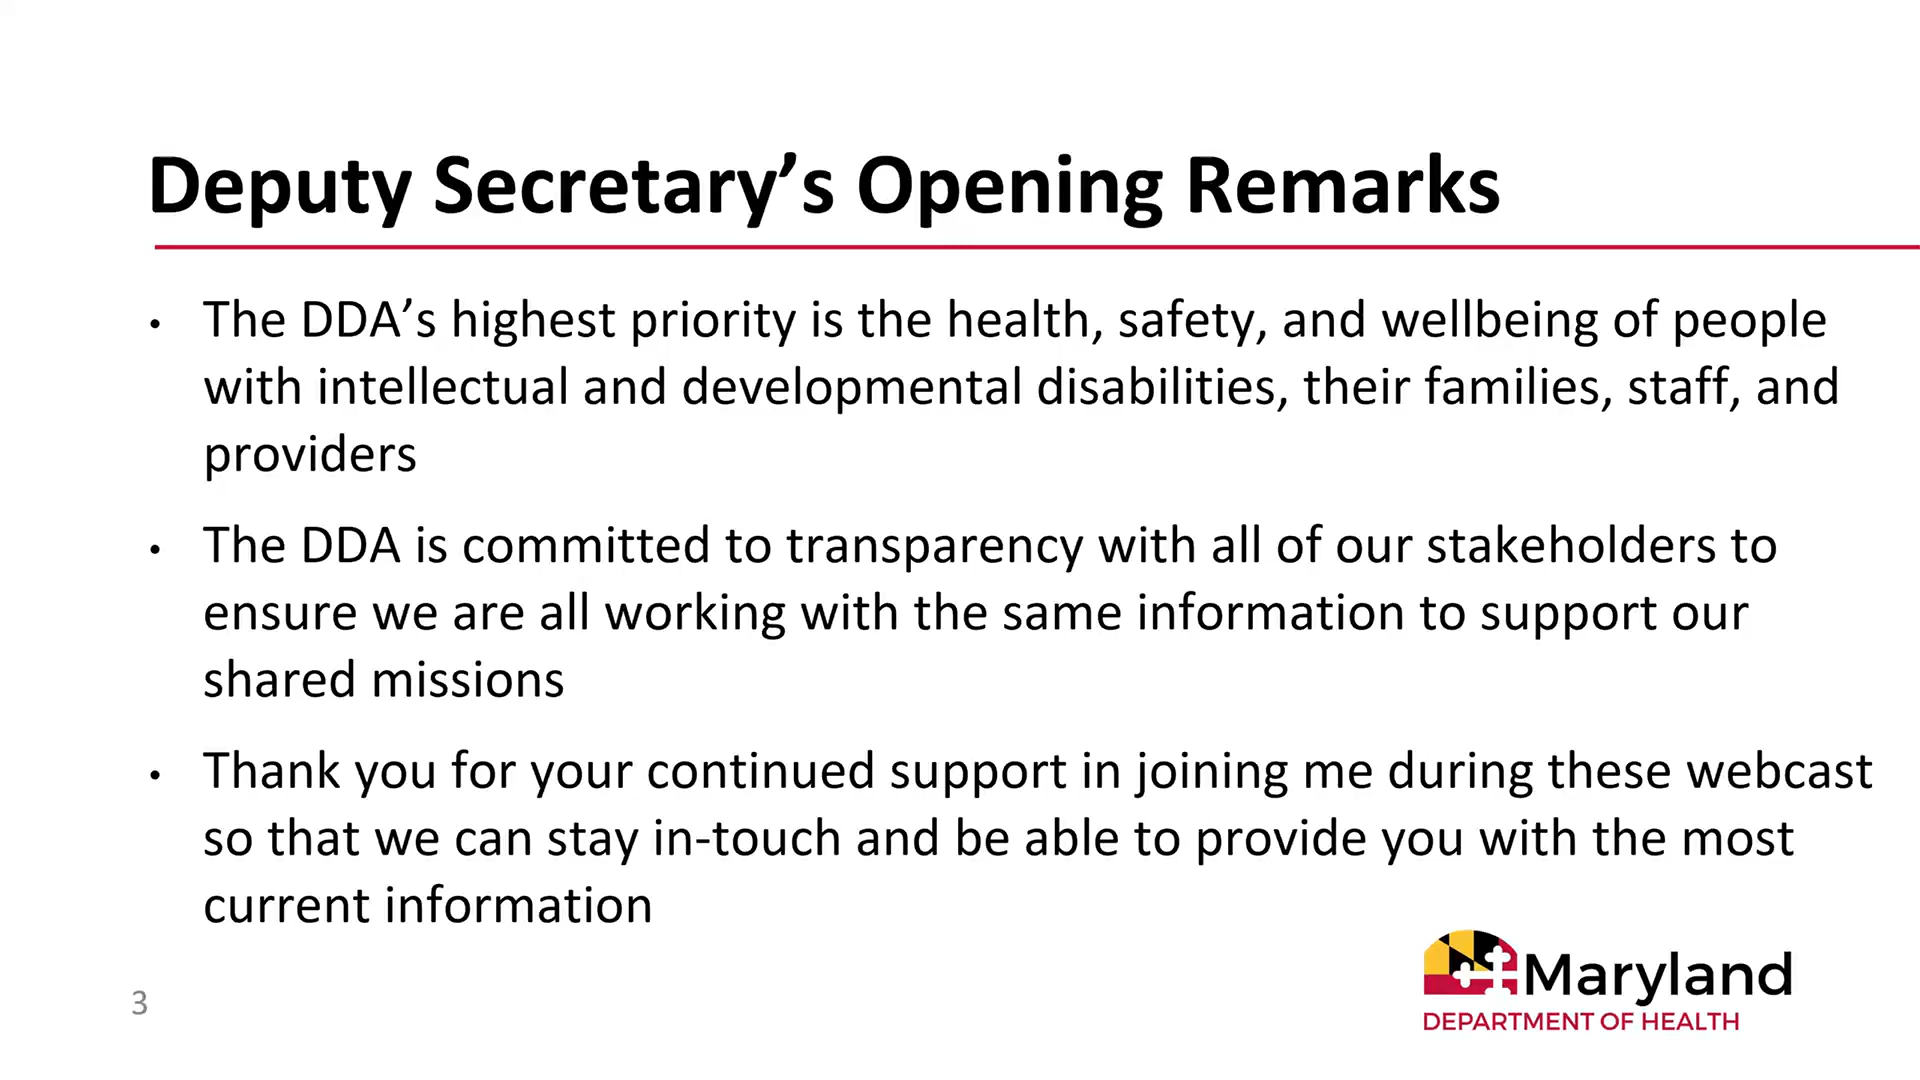 Deputy Secretary’s Opening Remarks
• The DDA’s highest priority is the health, safety, and wellbeing of people
with intellectual and developmental disabilities, their families, staff, and
providers
• The DDA is committed to transparency with all of our stakeholders to
ensure we are all working with the same information to support our
shared missions
• Thank you for your continued support in joining me during these webcast
so that we can stay in-touch and be able to provide you with the most
current information
3
Maryland
DEPARTMENT OF HEALTH